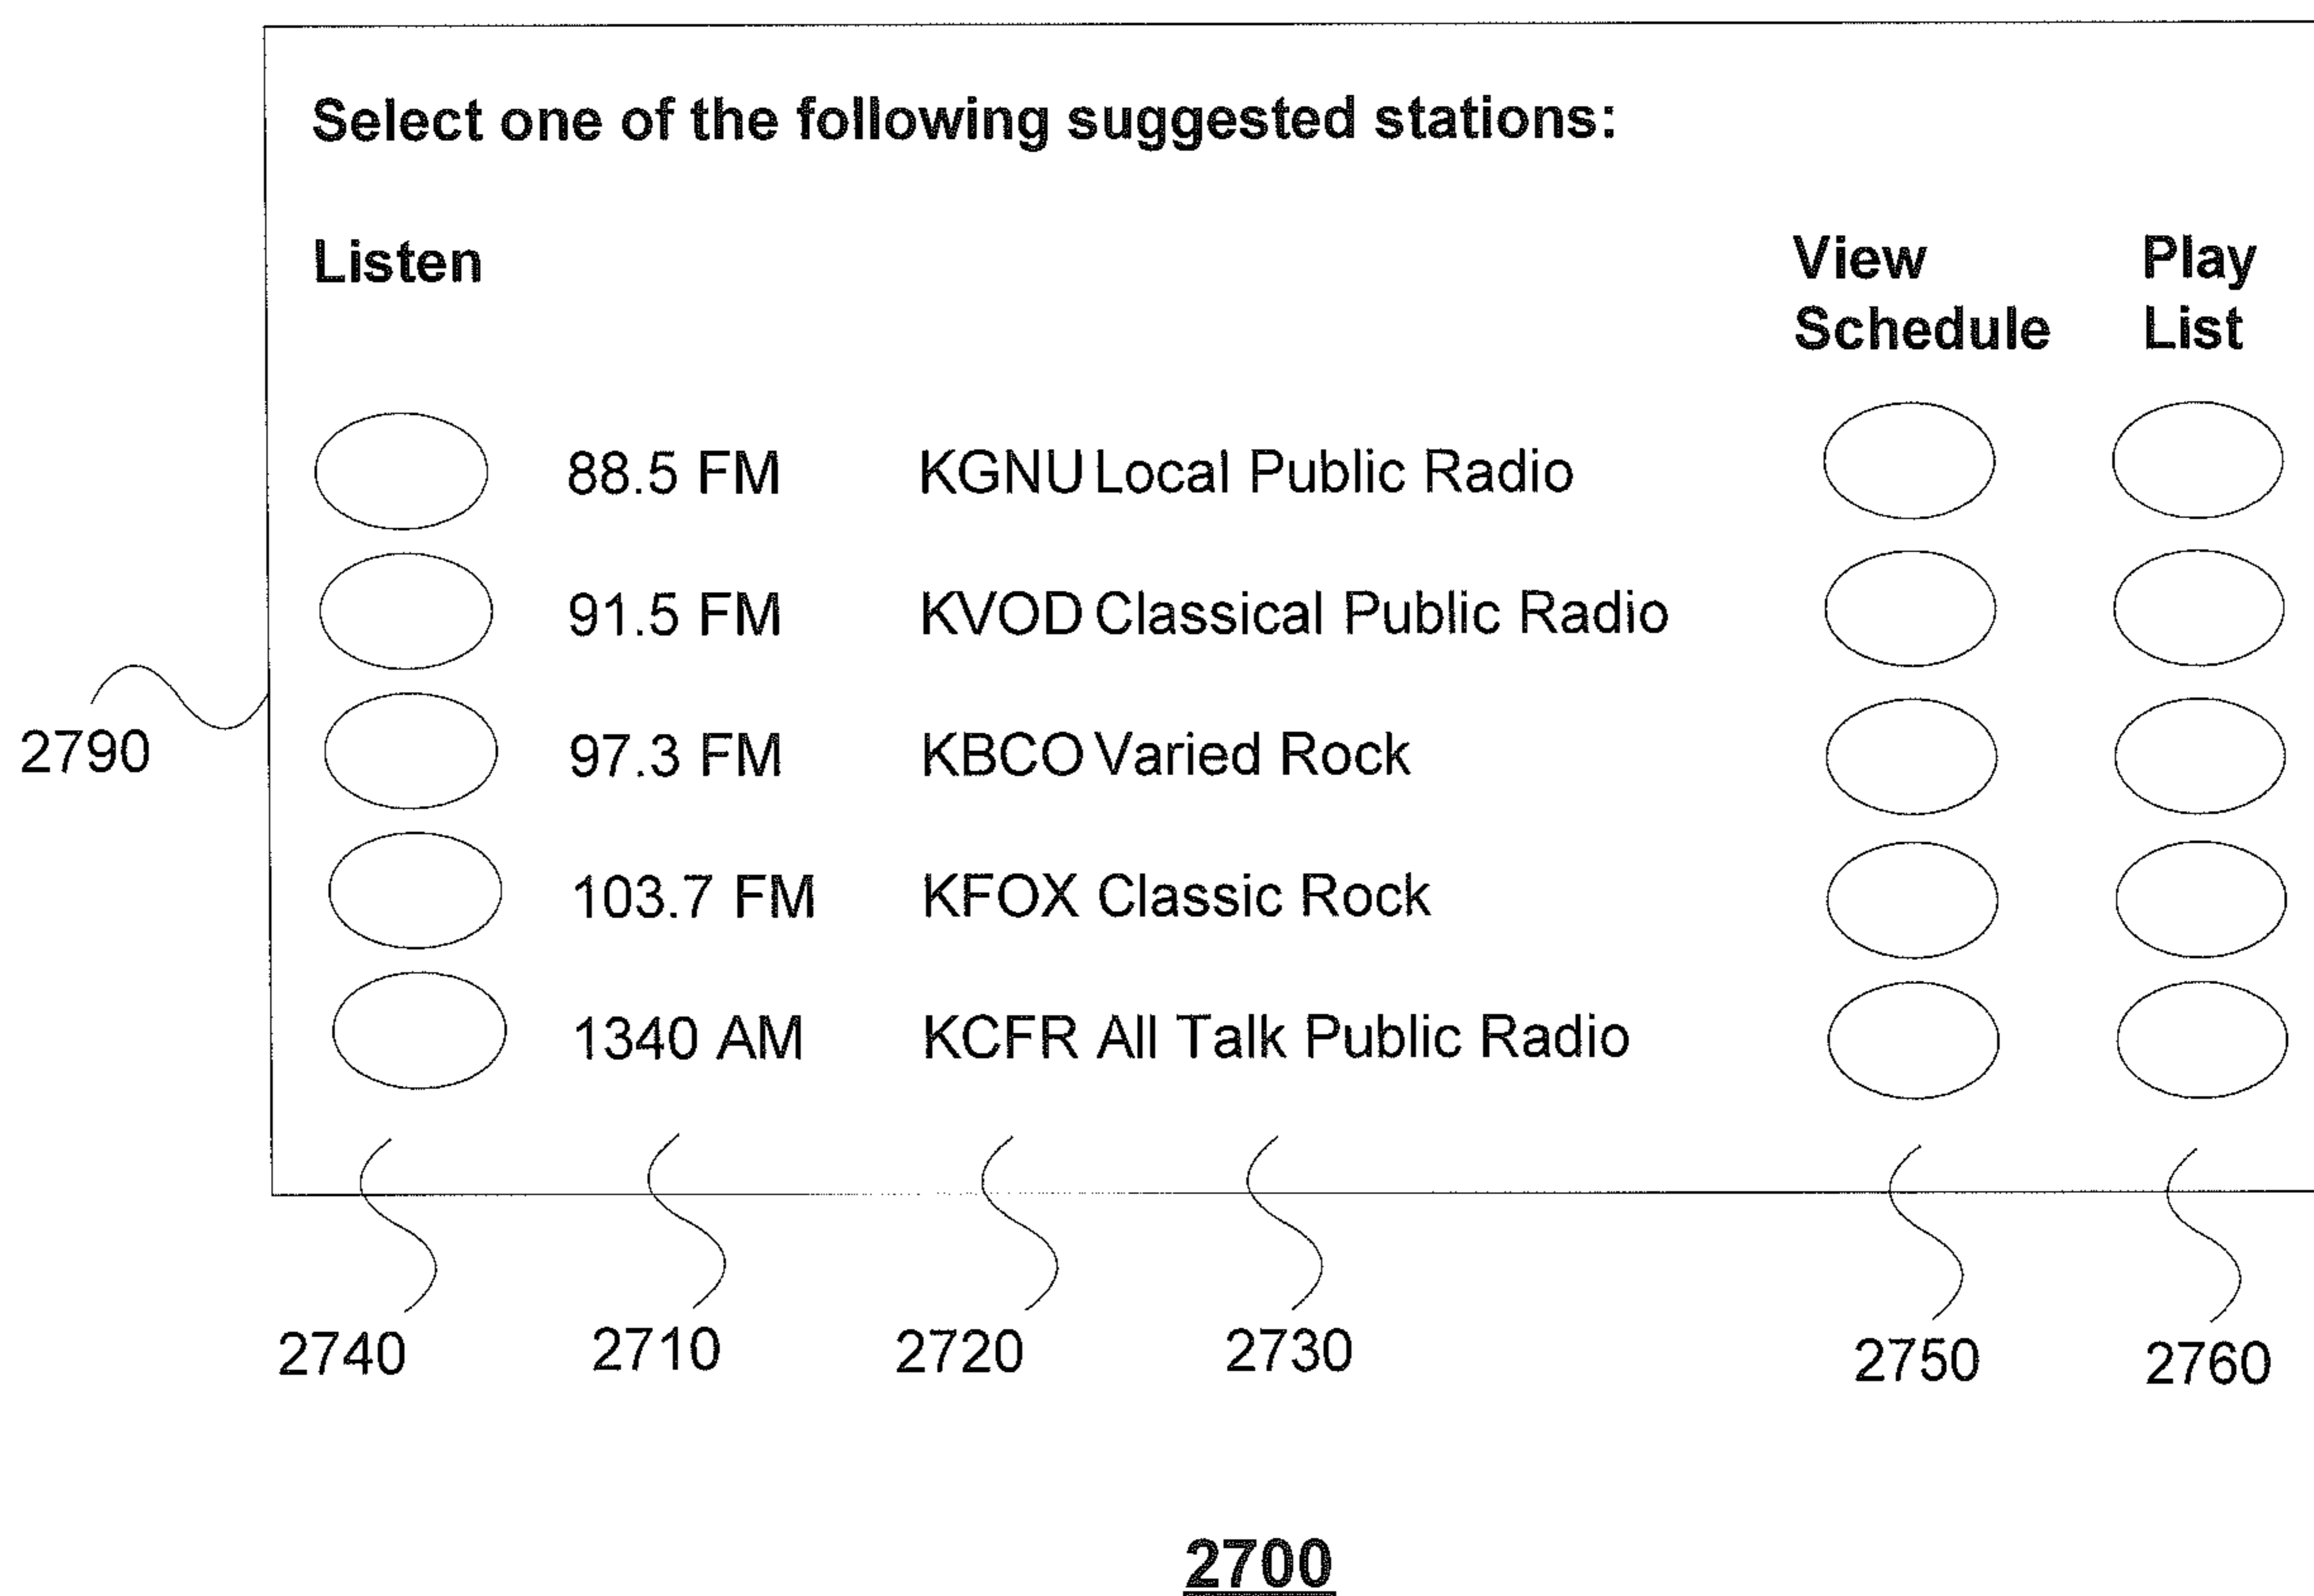 Select one of the following suggested stations:
Listen View Play
Schedule List
88.5 FM KGNU Local Public Radio
91.5 FM KVOD Classical Public Radio
2790 97.3 FM KBCO Varied Rock
103.7 FM KFOX Classic Rock
1340 AM KCFR All Talk Public Radio
2740 2710 2720 2730 2750 2760
2700